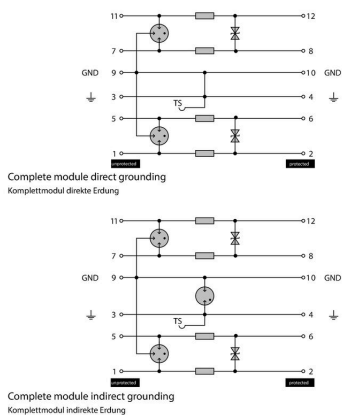 11 12
7 8
GND 9 10 GND
3 4
TS
5 6
1 2
unprotected protected
Complete module direct grounding
Komplettmodul direkte Erdung
11 12
7 8
GND 9 10 GND
3 4
TS
5 6
1 2
unprotected protected
Complete module indirect grounding
Komplettmodul indirekte Erdung